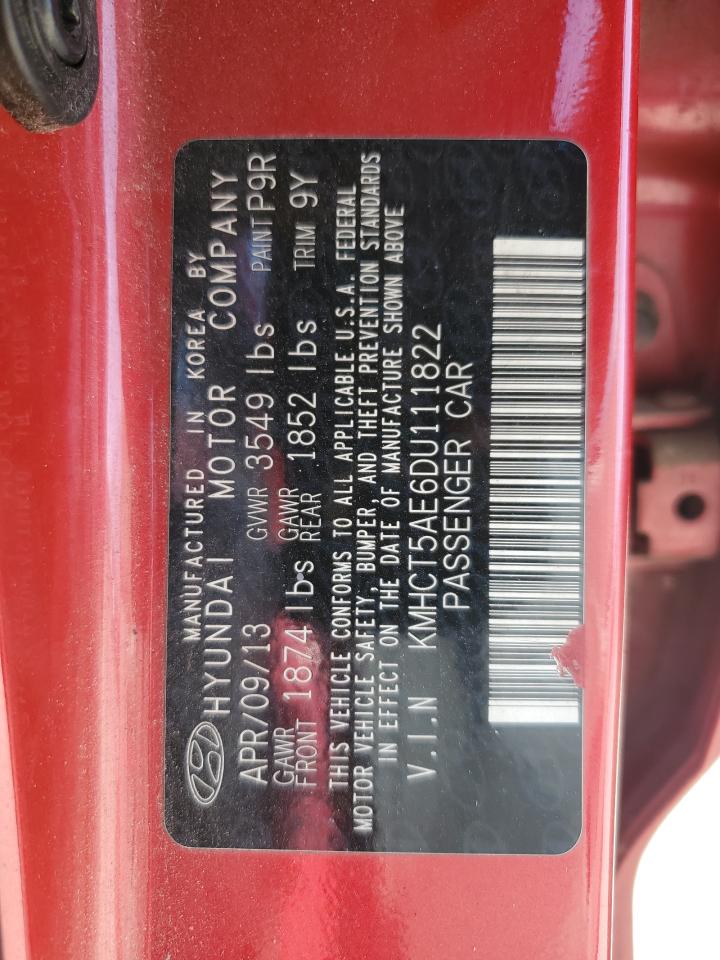 MANUFACTURED IN KOREA BY
HYUNDAI MOTOR COMPANY
APR/09/13 GVWR 3549 lbs PAINT P9R
GAWR FRONT 1874 lbs GAWR REAR 1852 lbs TRIM 9Y
THIS VEHICLE CONFORMS TO ALL APPLICABLE U.S.A. FEDERAL
MOTOR VEHICLE SAFETY, BUMPER, AND THEFT PREVENTION STANDARDS
IN EFFECT ON THE DATE OF MANUFACTURE SHOWN ABOVE
V.I.N KMHCT5AE6DU111822
PASSENGER CAR